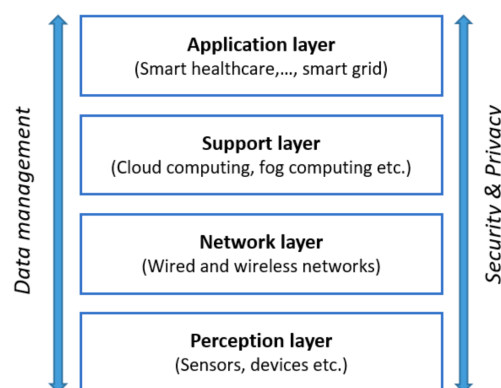 Application layer
(Smart healthcare,..., smart grid)
Support layer
(Cloud computing, fog computing etc.)
Network layer
(Wired and wireless networks)
Perception layer
(Sensors, devices etc.)
Data management
Security & Privacy